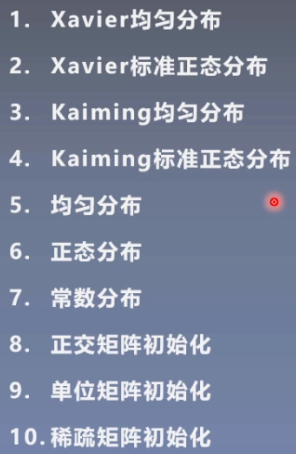 1. Xavier均匀分布
2. Xavier标准正态分布
3. Kaiming均匀分布
4. Kaiming标准正态分布
5. 均匀分布
6. 正态分布
7. 常数分布
8. 正交矩阵初始化
9. 单位矩阵初始化
10.稀疏矩阵初始化